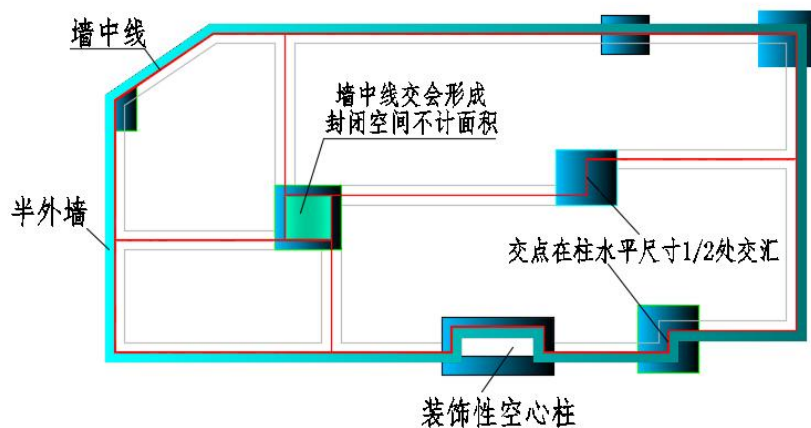 墙中线
墙中线交会形成
封闭空间不计面积
半外墙
交点在柱水平尺寸1/2处交汇
装饰性空心柱